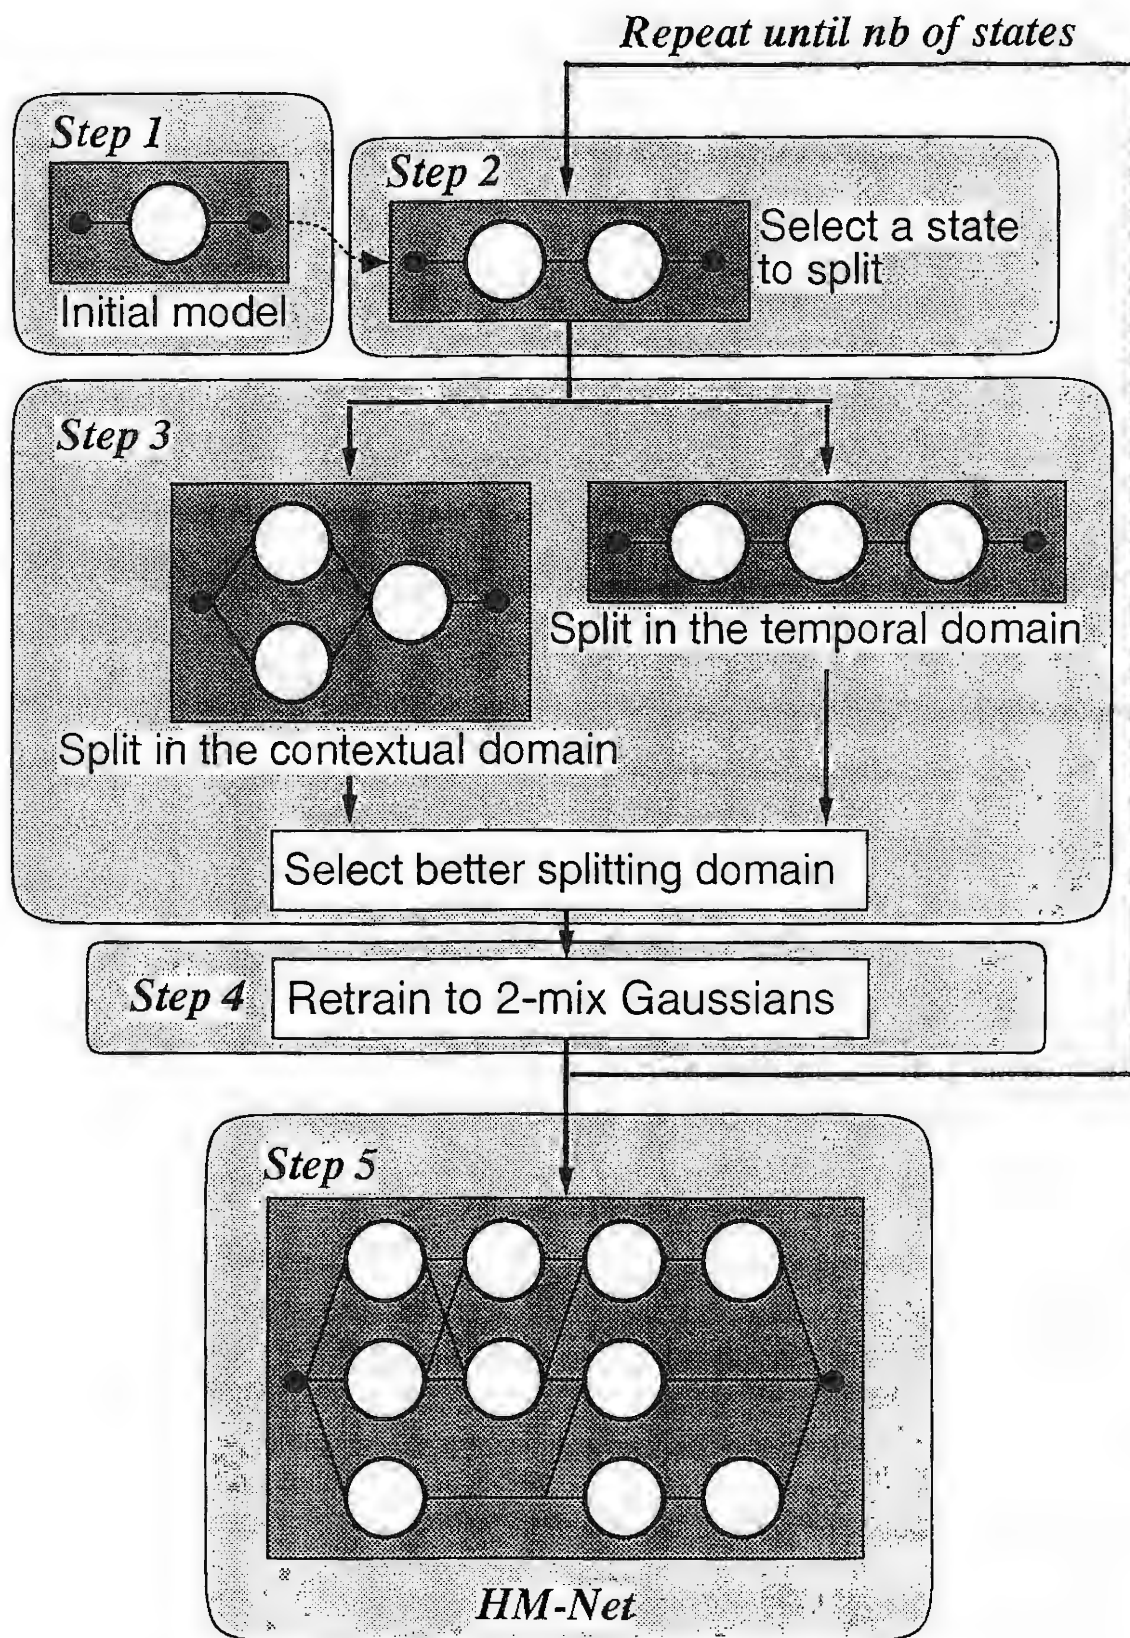 Repeat until nb of states
Step 1
Initial model
Step 2
Select a state
to split
Step 3
Split in the contextual domain
Split in the temporal domain
Select better splitting domain
Step 4
Retrain to 2-mix Gaussians
Step 5
HM-Net